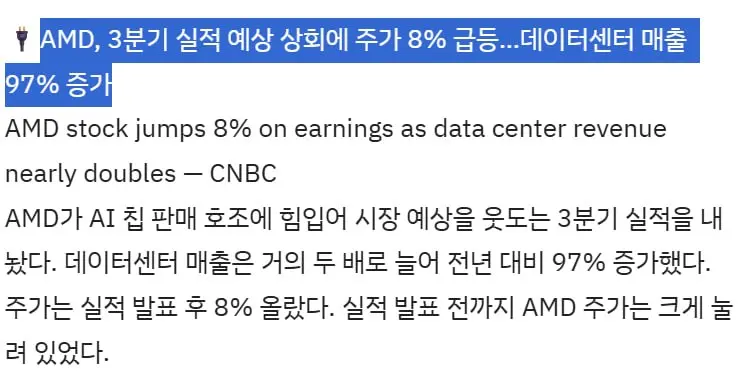 AMD, 3분기 실적 예상 상회에 주가 8% 급등...데이터센터 매출
97% 증가
AMD stock jumps 8% on earnings as data center revenue
nearly doubles — CNBC
AMD가 AI 칩 판매 호조에 힘입어 시장 예상을 웃도는 3분기 실적을 내
놨다. 데이터센터 매출은 거의 두 배로 늘어 전년 대비 97% 증가했다.
주가는 실적 발표 후 8% 올랐다. 실적 발표 전까지 AMD 주가는 크게 눌
려 있었다.